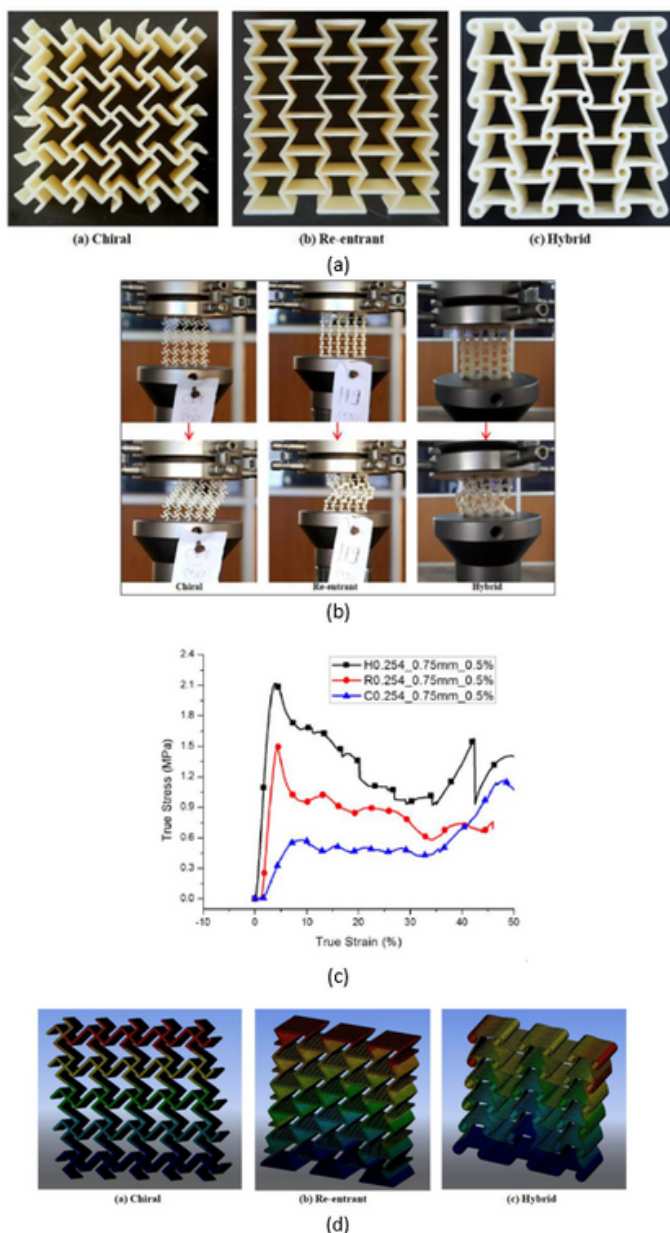 (a) Chiral (b) Re-entrant (c) Hybrid
(a)
119
Chiral Re-entrant Hybrid
(b)
2.4
2.1
1.8
1.5
1.2
0.9
0.6
0.3
0.0
True Stress (MPa)
H0.254_0.75mm_0.5%
R0.254_0.75mm_0.5%
C0.254_0.75mm_0.5%
-10 0 10 20 30 40 50
True Strain (%)
(c)
(a) Chiral (b) Re-entrant (c) Hybrid
(d)